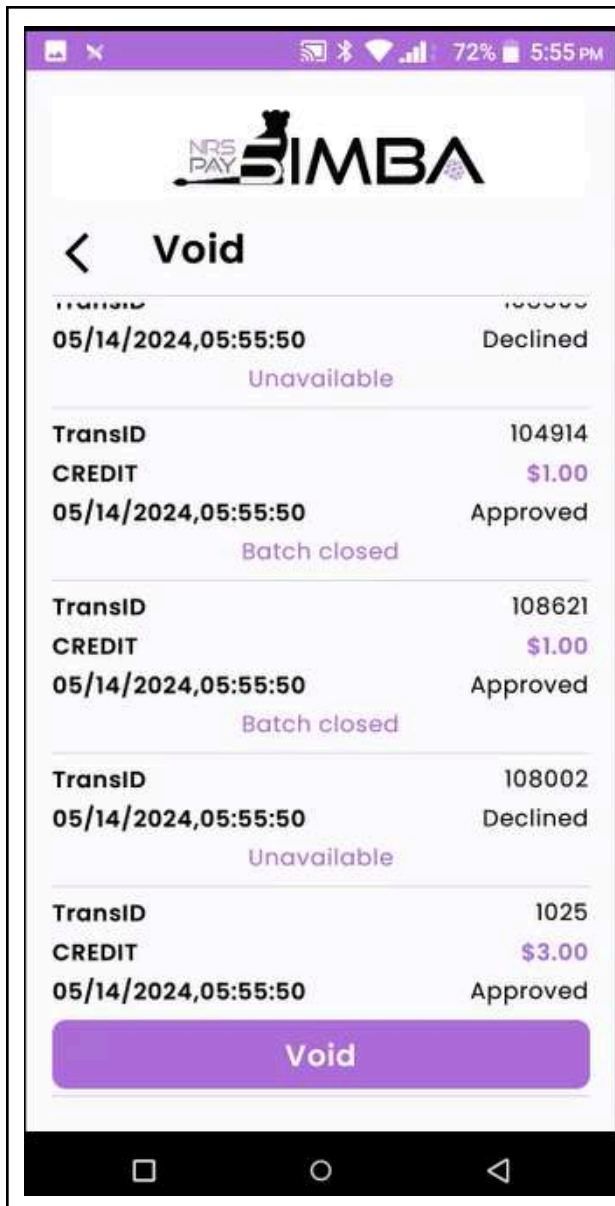 72% 5:55 PM
NRS
PAY SIMBA
Void
TransID
05/14/2024,05:55:50 Declined
Unavailable
TransID 104914
CREDIT $1.00
05/14/2024,05:55:50 Approved
Batch closed
TransID 108621
CREDIT $1.00
05/14/2024,05:55:50 Approved
Batch closed
TransID 108002
05/14/2024,05:55:50 Declined
Unavailable
TransID 1025
CREDIT $3.00
05/14/2024,05:55:50 Approved
Void